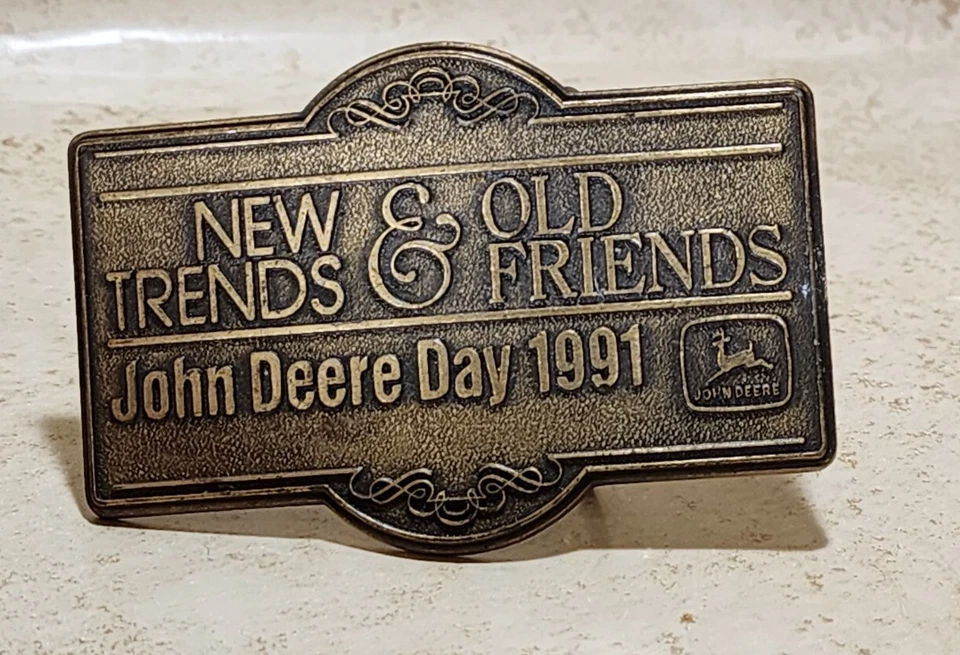 NEW & OLD
TRENDS FRIENDS
John Deere Day 1991
JOHN DEERE